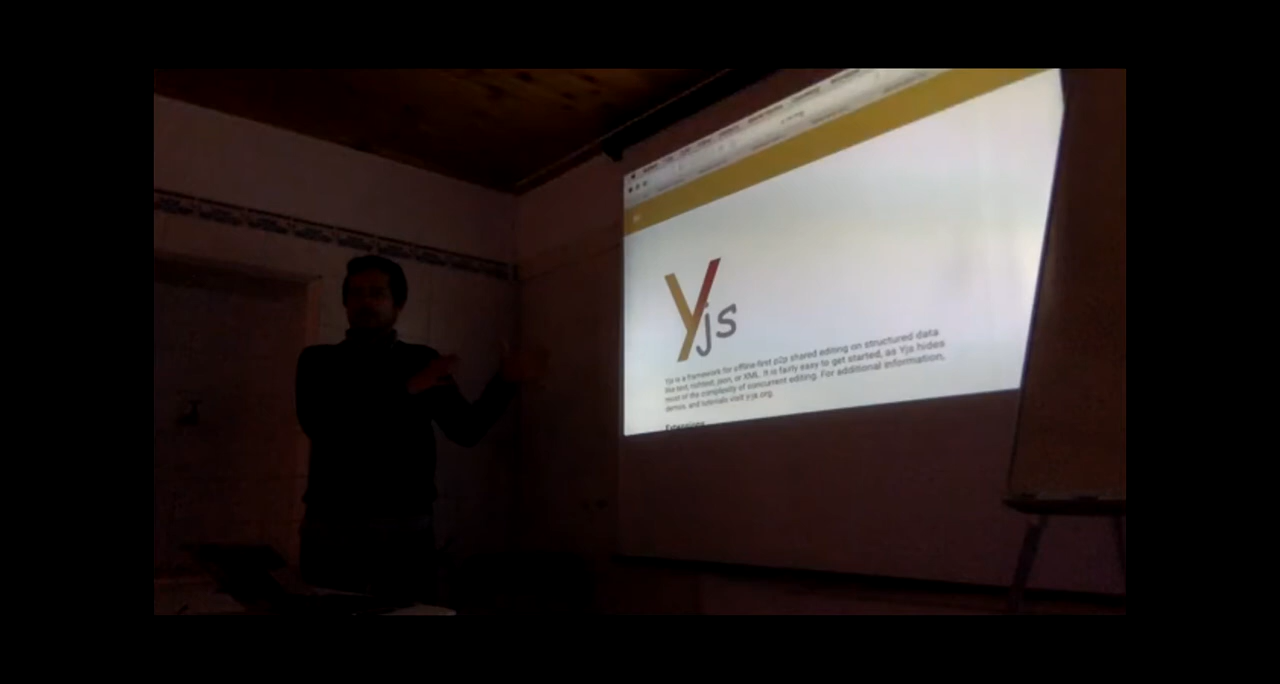 Yjs
Yjs is a framework for offline-first p2p shared editing on structured data
like text, richtext, json, or XML. It is fairly easy to get started, as Yjs hides
most of the complexity of concurrent editing. For additional information,
demos, and tutorials visit y-js.org.
Extensions